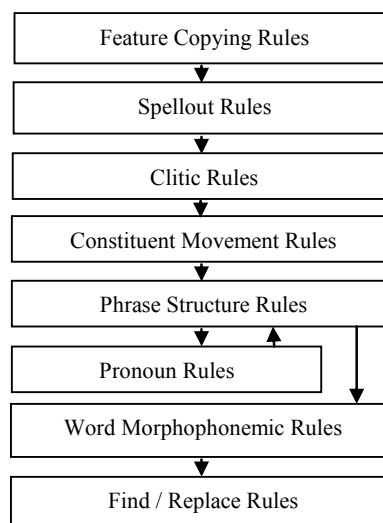 Feature Copying Rules
Spellout Rules
Clitic Rules
Constituent Movement Rules
Phrase Structure Rules
Pronoun Rules
Word Morphophonemic Rules
Find / Replace Rules